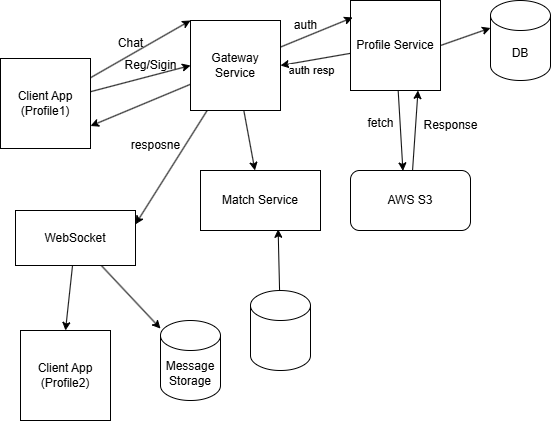 auth
Chat
Gateway
Service
Profile Service
DB
Reg/Sigin
auth resp
Client App
(Profile1)
fetch
Response
resposne
Match Service
AWS S3
WebSocket
Client App
(Profile2)
Message
Storage